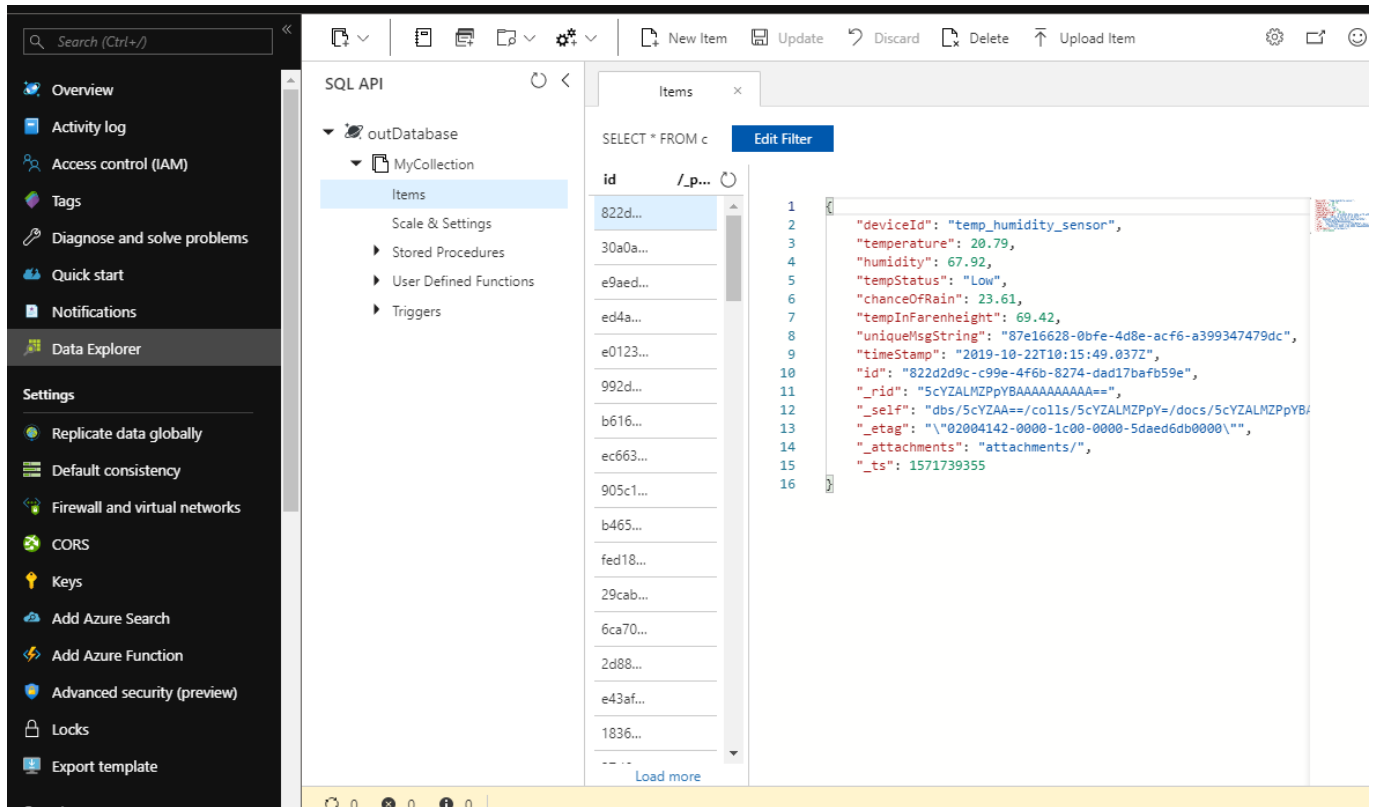 Search (Ctrl+/)
Overview
Activity log
Access control (IAM)
Tags
Diagnose and solve problems
Quick start
Notifications
Data Explorer
Settings
Replicate data globally
Default consistency
Firewall and virtual networks
CORS
Keys
Add Azure Search
Add Azure Function
Advanced security (preview)
Locks
Export template
New Item Update Discard Delete Upload Item
SQL API
outDatabase
MyCollection
Items
Scale & Settings
Stored Procedures
User Defined Functions
Triggers
Items
SELECT * FROM c Edit Filter
id /_p...
822d...
30a0a...
e9aed...
ed4a...
e0123...
992d...
b616...
ec663...
905c1...
b465...
fed18...
29cab...
6ca70...
2d88...
e43af...
1836...
Load more
1 {
2 "deviceId": "temp_humidity_sensor",
3 "temperature": 20.79,
4 "humidity": 67.92,
5 "tempStatus": "Low",
6 "chanceOfRain": 23.61,
7 "tempInFarenheight": 69.42,
8 "uniqueMsgString": "87e16628-0bfe-4d8e-acf6-a399347479dc",
9 "timeStamp": "2019-10-22T10:15:49.037Z",
10 "id": "822d2d9c-c99e-4f6b-8274-dad17bafb59e",
11 "_rid": "5cYZALMZPpYBAAAAAAAAAA==",
12 "_self": "dbs/5cYZAA==/colls/5cYZALMZPpY=/docs/5cYZALMZPpYBA
13 "_etag": "\"02004142-0000-1c00-0000-5daed6db0000\"",
14 "_attachments": "attachments/",
15 "_ts": 1571739355
16 }
0 0 0